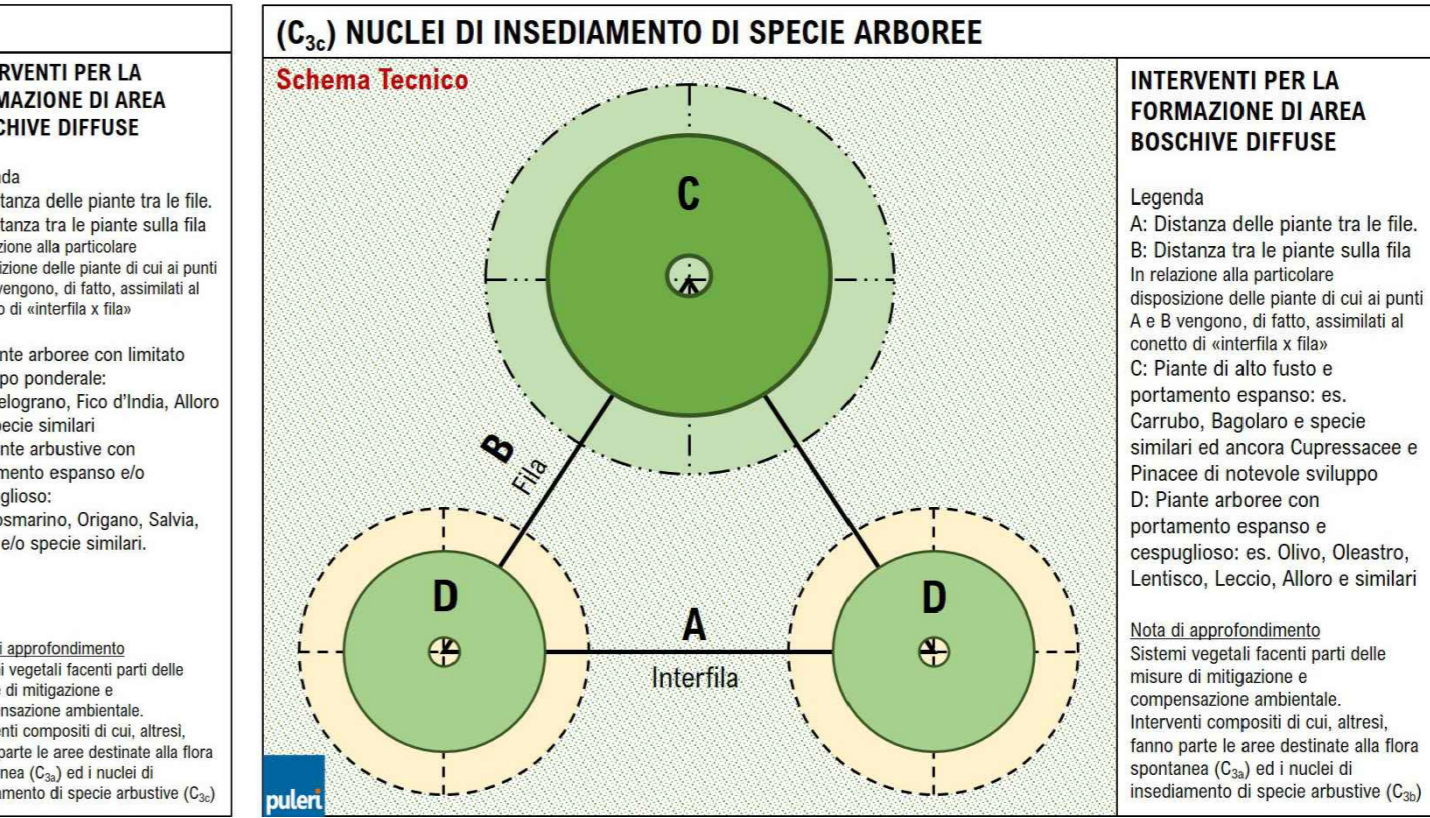 RVENTI PER LA
MAZIONE DI AREA
CHIVE DIFFUSE
nda
tanza delle piante tra le file.
tanza tra le piante sulla fila
zione alla particolare
izione delle piante di cui ai punti
vengono, di fatto, assimilati al
o di «interfila x fila»
nte arboree con limitato
po ponderale:
elograno, Fico d'India, Alloro
pecie similari
nte arbustive con
mento espanso e/o
glioso:
osmarino, Origano, Salvia,
e/o specie similari.
i approfondimento
i vegetali facenti parti delle
e di mitigazione e
nsazione ambientale.
enti compositi di cui, altresì,
parte le aree destinate alla flora
nea (C3a) ed i nuclei di
amento di specie arbustive (C3c)
(C3c) NUCLEI DI INSEDIAMENTO DI SPECIE ARBOREE
Schema Tecnico
C
B
Fila
D
D
A
Interfila
puleri
INTERVENTI PER LA
FORMAZIONE DI AREA
BOSCHIVE DIFFUSE
Legenda
A: Distanza delle piante tra le file.
B: Distanza tra le piante sulla fila
In relazione alla particolare
disposizione delle piante di cui ai punti
A e B vengono, di fatto, assimilati al
conetto di «interfila x fila»
C: Piante di alto fusto e
portamento espanso: es.
Carrubo, Bagolaro e specie
similari ed ancora Cupressacee e
Pinacee di notevole sviluppo
D: Piante arboree con
portamento espanso e
cespuglioso: es. Olivo, Oleastro,
Lentisco, Leccio, Alloro e similari
Nota di approfondimento
Sistemi vegetali facenti parti delle
misure di mitigazione e
compensazione ambientale.
Interventi compositi di cui, altresì,
fanno parte le aree destinate alla flora
spontanea (C3a) ed i nuclei di
insediamento di specie arbustive (C3b)